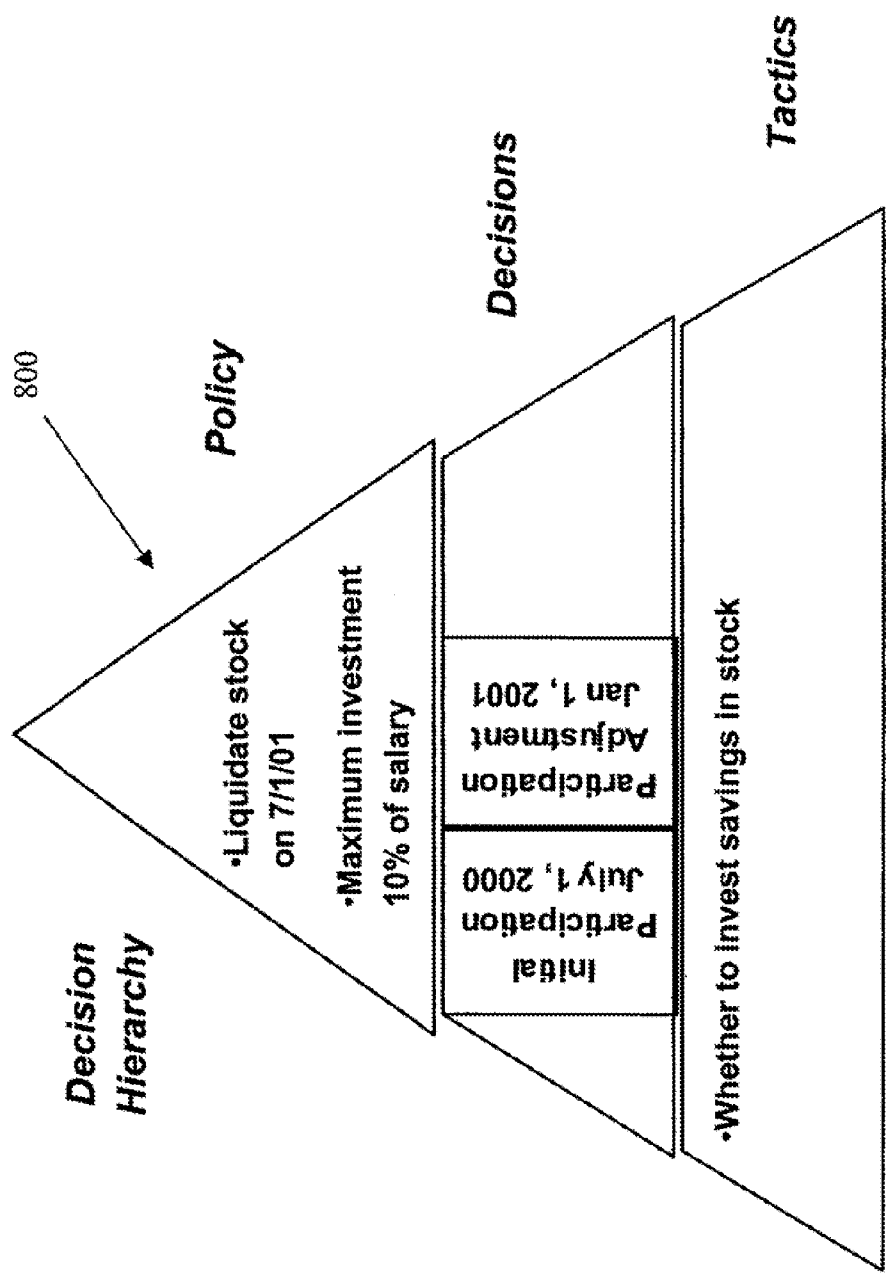 800
Decision
Hierarchy
Policy
•Liquidate stock
on 7/1/01
•Maximum investment
10% of salary
Decisions
Initial
Participation
July 1, 2000
Participation
Adjustment
Jan 1, 2001
Tactics
•Whether to invest savings in stock